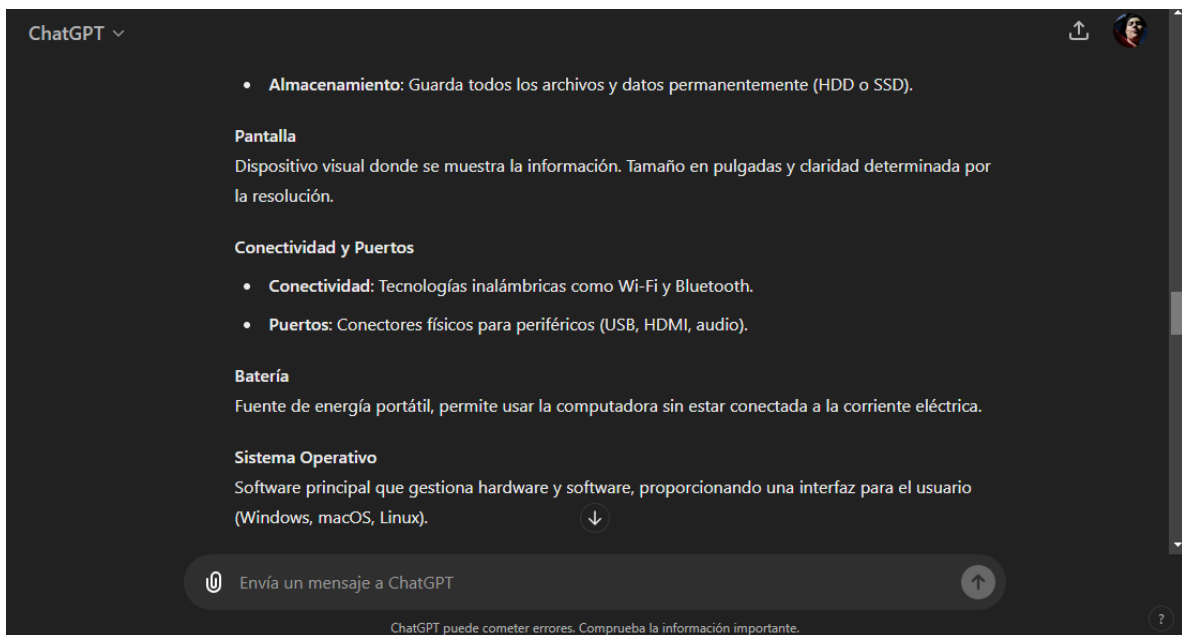 ChatGPT
• Almacenamiento: Guarda todos los archivos y datos permanentemente (HDD o SSD).
Pantalla
Dispositivo visual donde se muestra la información. Tamaño en pulgadas y claridad determinada por
la resolución.
Conectividad y Puertos
• Conectividad: Tecnologías inalámbricas como Wi-Fi y Bluetooth.
• Puertos: Conectores físicos para periféricos (USB, HDMI, audio).
Batería
Fuente de energía portátil, permite usar la computadora sin estar conectada a la corriente eléctrica.
Sistema Operativo
Software principal que gestiona hardware y software, proporcionando una interfaz para el usuario
(Windows, macOS, Linux).
Envía un mensaje a ChatGPT
ChatGPT puede cometer errores. Comprueba la información importante.
?